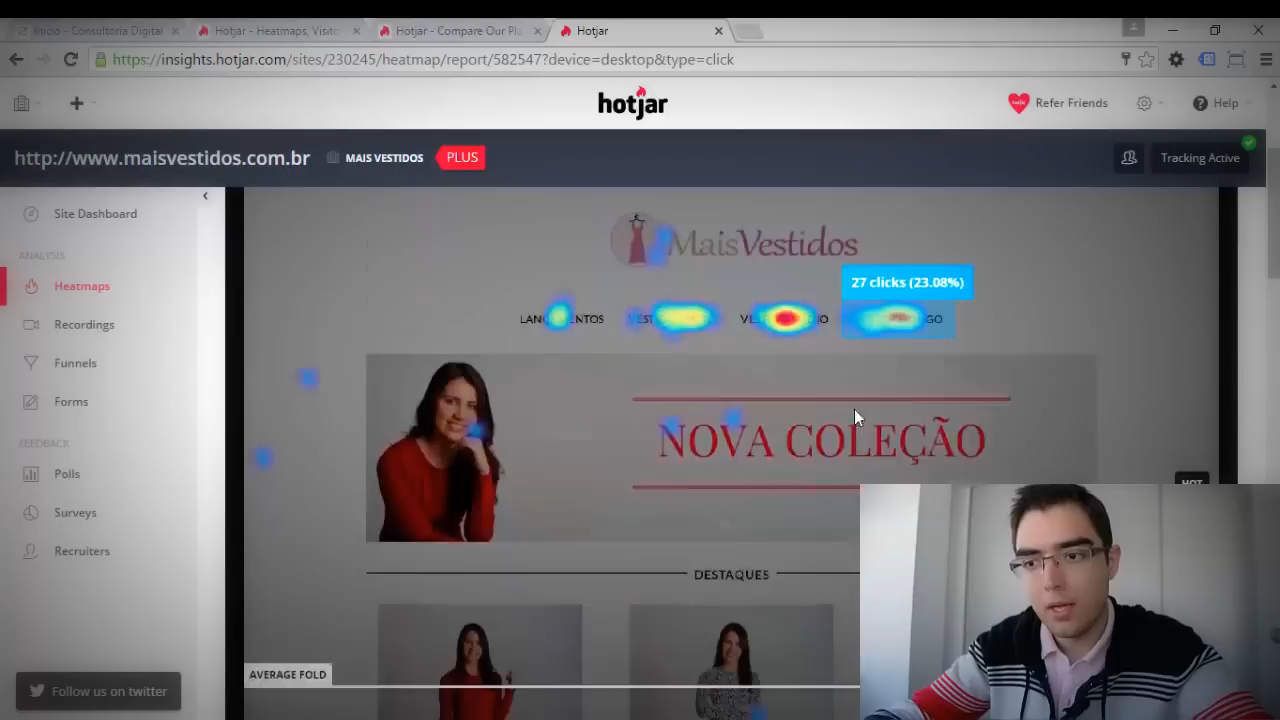 Início - Consultoria Digital
Hotjar - Heatmaps, Visito
Hotjar - Compare Our Pl
Hotjar
https://insights.hotjar.com/sites/230245/heatmap/report/582547?device=desktop&type=click
hotjar
Refer Friends
Help
http://www.maisvestidos.com.br
MAIS VESTIDOS
PLUS
Tracking Active
Site Dashboard
ANALYSIS
Heatmaps
Recordings
Funnels
Forms
FEEDBACK
Polls
Surveys
Recruiters
Follow us on twitter
MaisVestidos
27 clicks (23.08%)
NOVA COLEÇÃO
HOT
DESTAQUES
AVERAGE FOLD